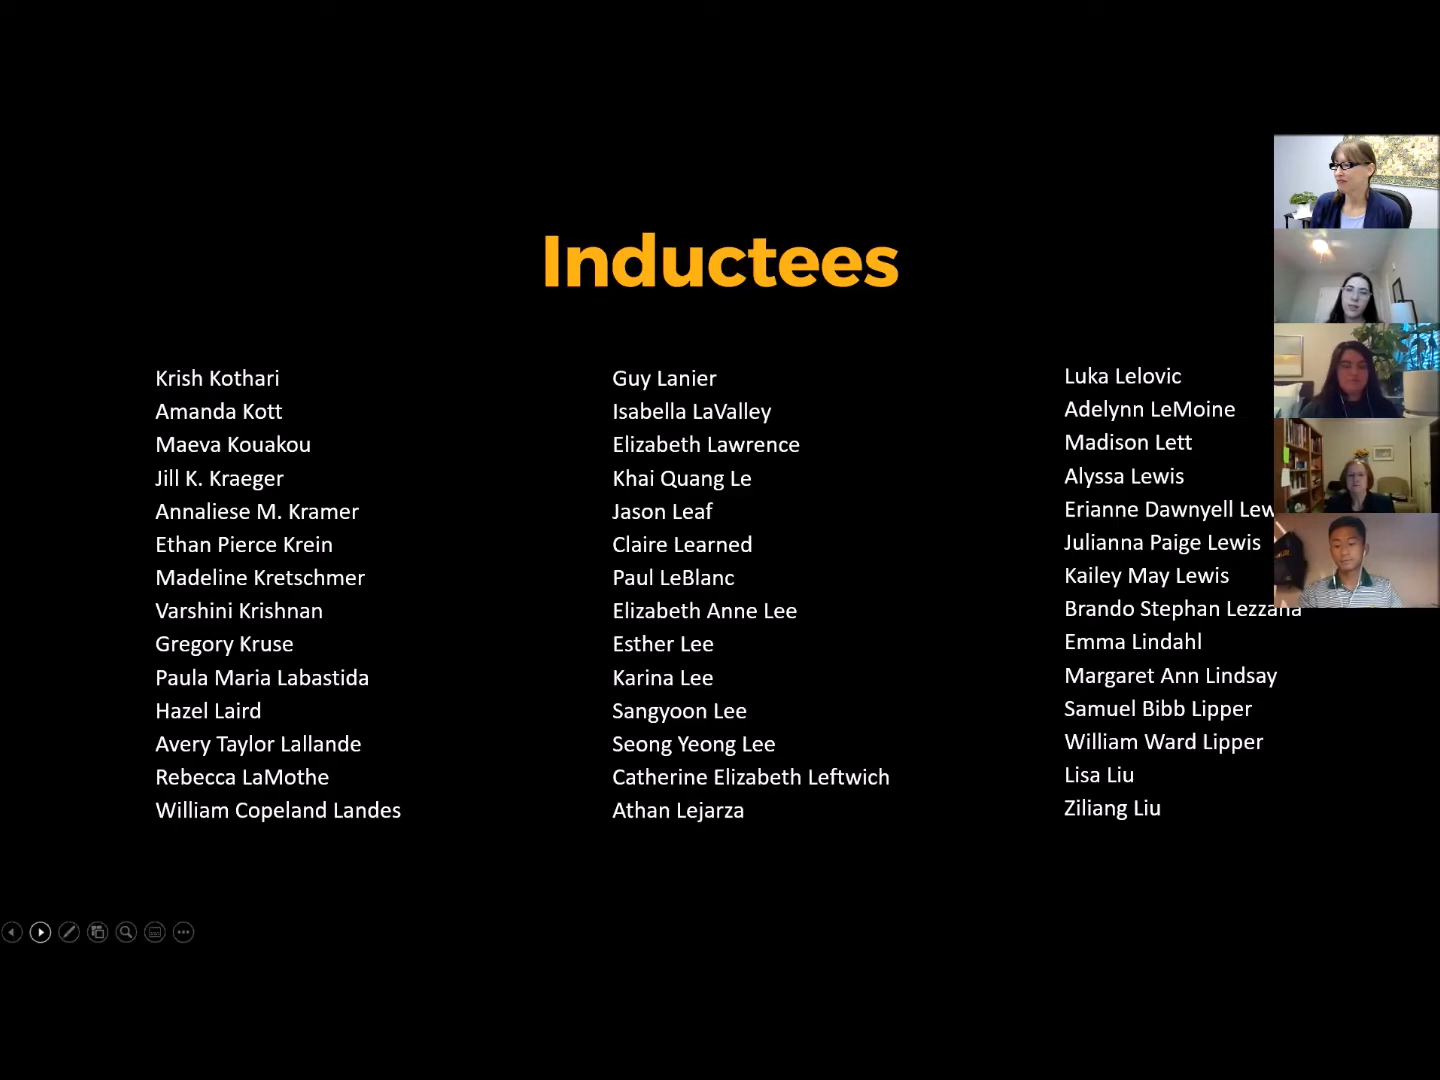 Inductees
Krish Kothari
Amanda Kott
Maeva Kouakou
Jill K. Kraeger
Annaliese M. Kramer
Ethan Pierce Krein
Madeline Kretschmer
Varshini Krishnan
Gregory Kruse
Paula Maria Labastida
Hazel Laird
Avery Taylor Lallande
Rebecca LaMothe
William Copeland Landes
Guy Lanier
Isabella LaValley
Elizabeth Lawrence
Khai Quang Le
Jason Leaf
Claire Learned
Paul LeBlanc
Elizabeth Anne Lee
Esther Lee
Karina Lee
Sangyoon Lee
Seong Yeong Lee
Catherine Elizabeth Leftwich
Athan Lejarza
Luka Lelovic
Adelynn LeMoine
Madison Lett
Alyssa Lewis
Erianne Dawnyell
Julianna Paige Lewis
Kailey May Lewis
Brando Stephan Lezzana
Emma Lindahl
Margaret Ann Lindsay
Samuel Bibb Lipper
William Ward Lipper
Lisa Liu
Ziliang Liu